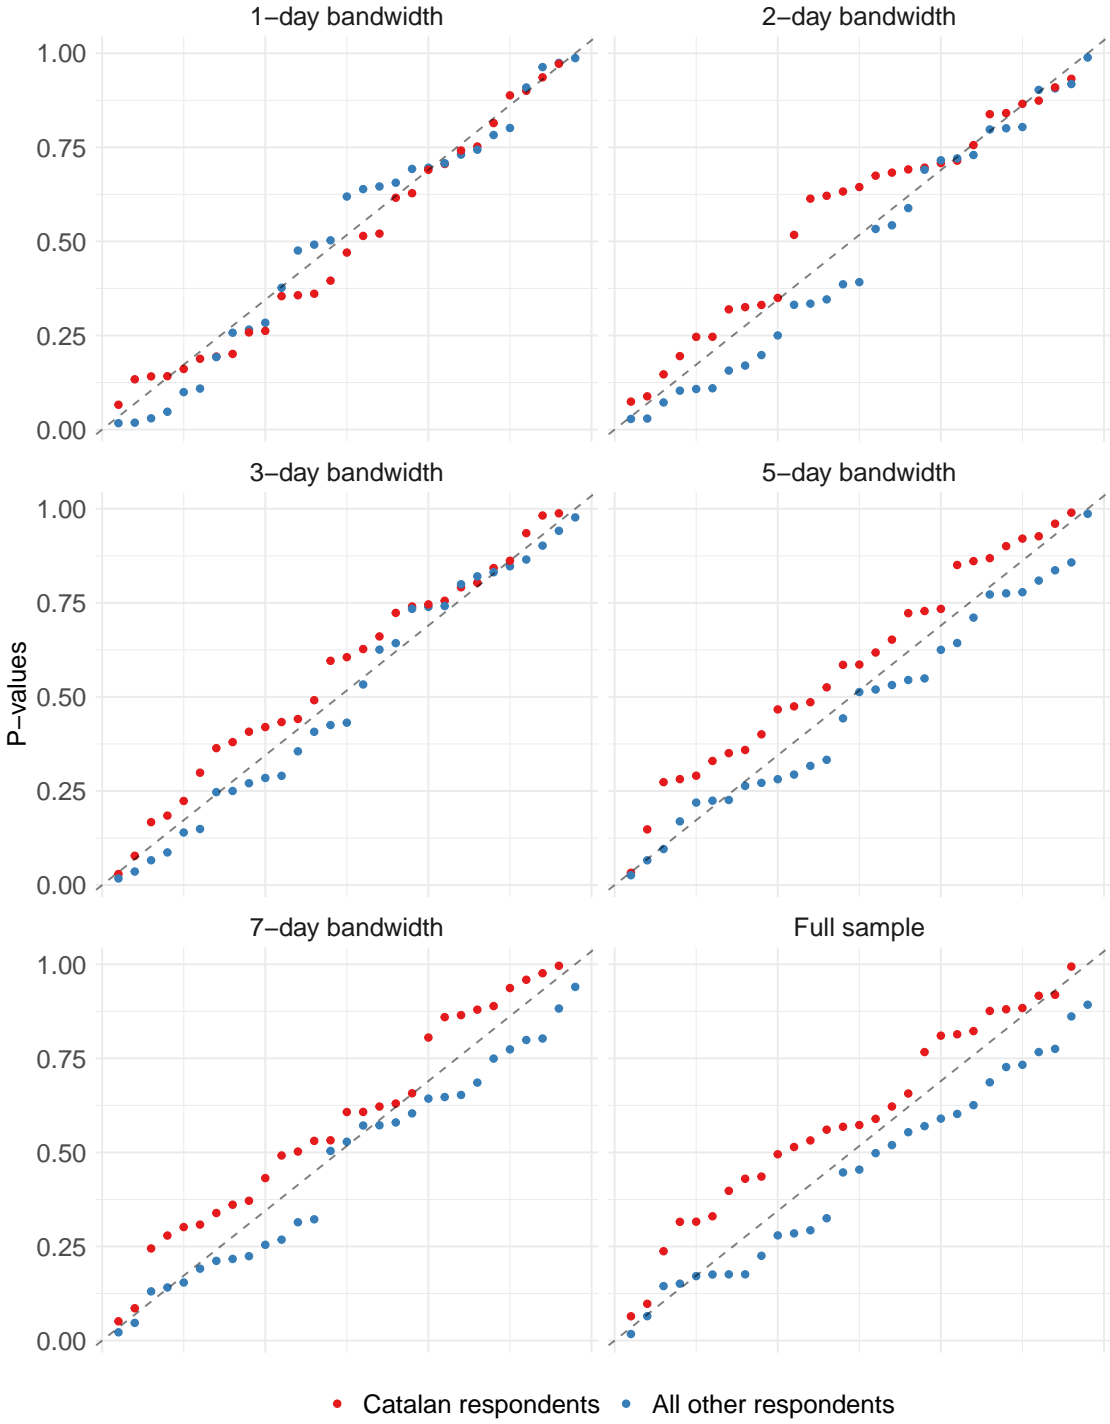 1−day bandwidth
2−day bandwidth
1.00
0.75
0.50
0.25
0.00
3−day bandwidth
5−day bandwidth
1.00
0.75
0.50
0.25
0.00
P−values
7−day bandwidth
Full sample
1.00
0.75
0.50
0.25
0.00
Catalan respondents
All other respondents